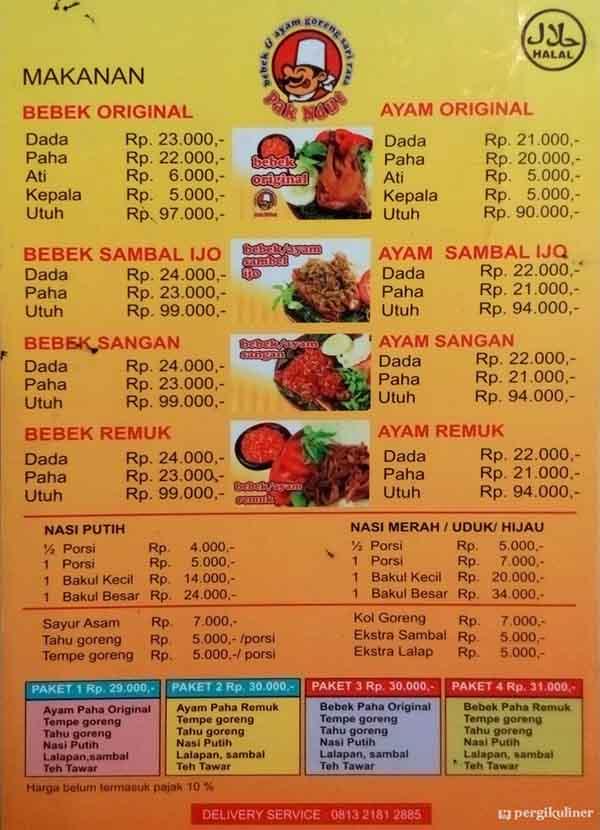 bebek & ayam goreng sari rasa
Pak Ndut
حلال
HALAL
MAKANAN
BEBEK ORIGINAL
Dada Rp. 23.000,-
Paha Rp. 22.000,-
Ati Rp. 6.000,-
Kepala Rp. 5.000,-
Utuh Rp. 97.000,-
bebek
original
AYAM ORIGINAL
Dada Rp. 21.000,-
Paha Rp. 20.000,-
Ati Rp. 5.000,-
Kepala Rp. 5.000,-
Utuh Rp. 90.000,-
BEBEK SAMBAL IJO
Dada Rp. 24.000,-
Paha Rp. 23.000,-
Utuh Rp. 99.000,-
bebek/ayam
sambel
ijo
AYAM SAMBAL IJO
Dada Rp. 22.000,-
Paha Rp. 21.000,-
Utuh Rp. 94.000,-
BEBEK SANGAN
Dada Rp. 24.000,-
Paha Rp. 23.000,-
Utuh Rp. 99.000,-
bebek/ayam
sangan
AYAM SANGAN
Dada Rp. 22.000,-
Paha Rp. 21.000,-
Utuh Rp. 94.000,-
BEBEK REMUK
Dada Rp. 24.000,-
Paha Rp. 23.000,-
Utuh Rp. 99.000,-
bebek/ayam
remuk
AYAM REMUK
Dada Rp. 22.000,-
Paha Rp. 21.000,-
Utuh Rp. 94.000,-
NASI PUTIH
½ Porsi Rp. 4.000,-
1 Porsi Rp. 5.000,-
1 Bakul Kecil Rp. 14.000,-
1 Bakul Besar Rp. 24.000,-
NASI MERAH / UDUK/ HIJAU
½ Porsi Rp. 5.000,-
1 Porsi Rp. 7.000,-
1 Bakul Kecil Rp. 20.000,-
1 Bakul Besar Rp. 34.000,-
Sayur Asam Rp. 7.000,-
Tahu goreng Rp. 5.000,- /porsi
Tempe goreng Rp. 5.000,-/ porsi
Kol Goreng Rp. 7.000,-
Ekstra Sambal Rp. 5.000,-
Ekstra Lalap Rp. 5.000,-
PAKET 1 Rp. 29.000,-
Ayam Paha Original
Tempe goreng
Tahu goreng
Nasi Putih
Lalapan,sambal
Teh Tawar
PAKET 2 Rp. 30.000,-
Ayam Paha Remuk
Tempe goreng
Tahu goreng
Nasi Putih
Lalapan, sambal
Teh Tawar
PAKET 3 Rp. 30.000,-
Bebek Paha Original
Tempe goreng
Tahu goreng
Nasi Putih
Lalapan, sambal
Teh Tawar
PAKET 4 Rp. 31.000,-
Bebek Paha Remuk
Tempe goreng
Tahu goreng
Nasi Putih
Lalapan, sambal
Teh Tawar
Harga belum termasuk pajak 10 %
DELIVERY SERVICE : 0813 2181 2885
pergikuliner